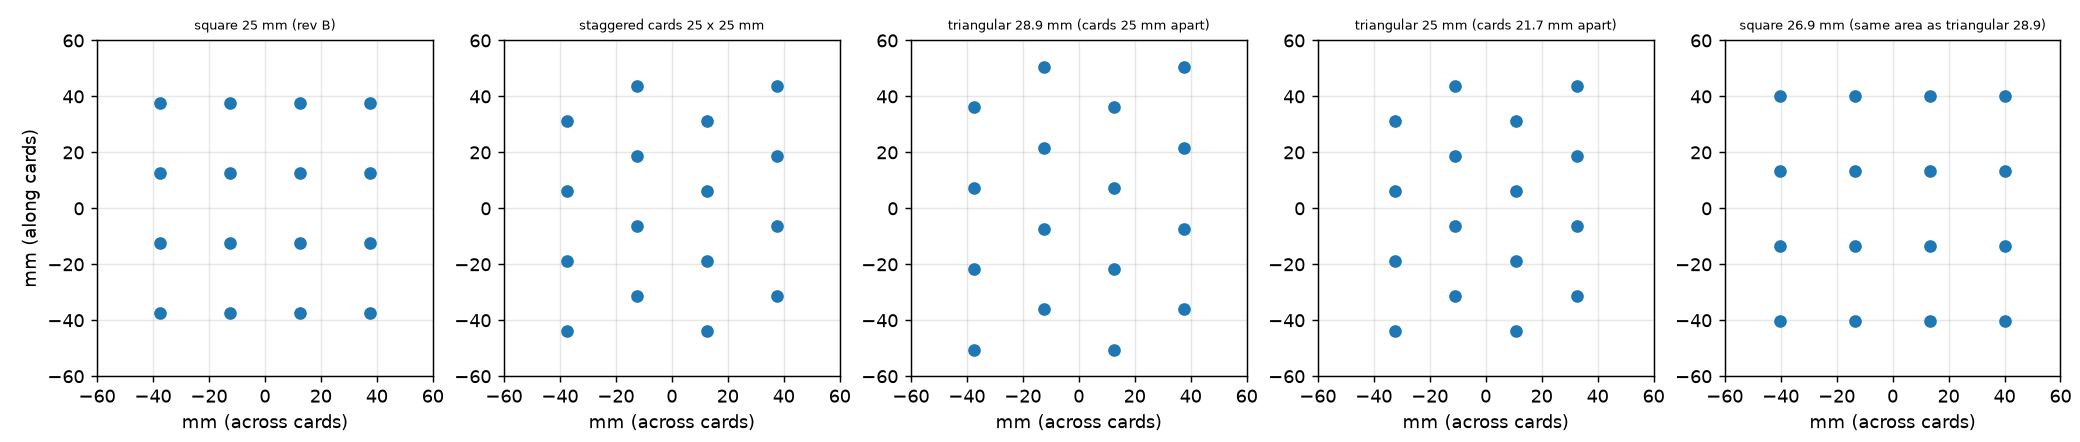 square 25 mm (rev B)
staggered cards 25 x 25 mm
triangular 28.9 mm (cards 25 mm apart)
triangular 25 mm (cards 21.7 mm apart)
square 26.9 mm (same area as triangular 28.9)
mm (along cards)
60
40
20
0
−20
−40
−60
−60 −40 −20 0 20 40 60
mm (across cards)
60
40
20
0
−20
−40
−60
−60 −40 −20 0 20 40 60
mm (across cards)
60
40
20
0
−20
−40
−60
−60 −40 −20 0 20 40 60
mm (across cards)
60
40
20
0
−20
−40
−60
−60 −40 −20 0 20 40 60
mm (across cards)
60
40
20
0
−20
−40
−60
−60 −40 −20 0 20 40 60
mm (across cards)